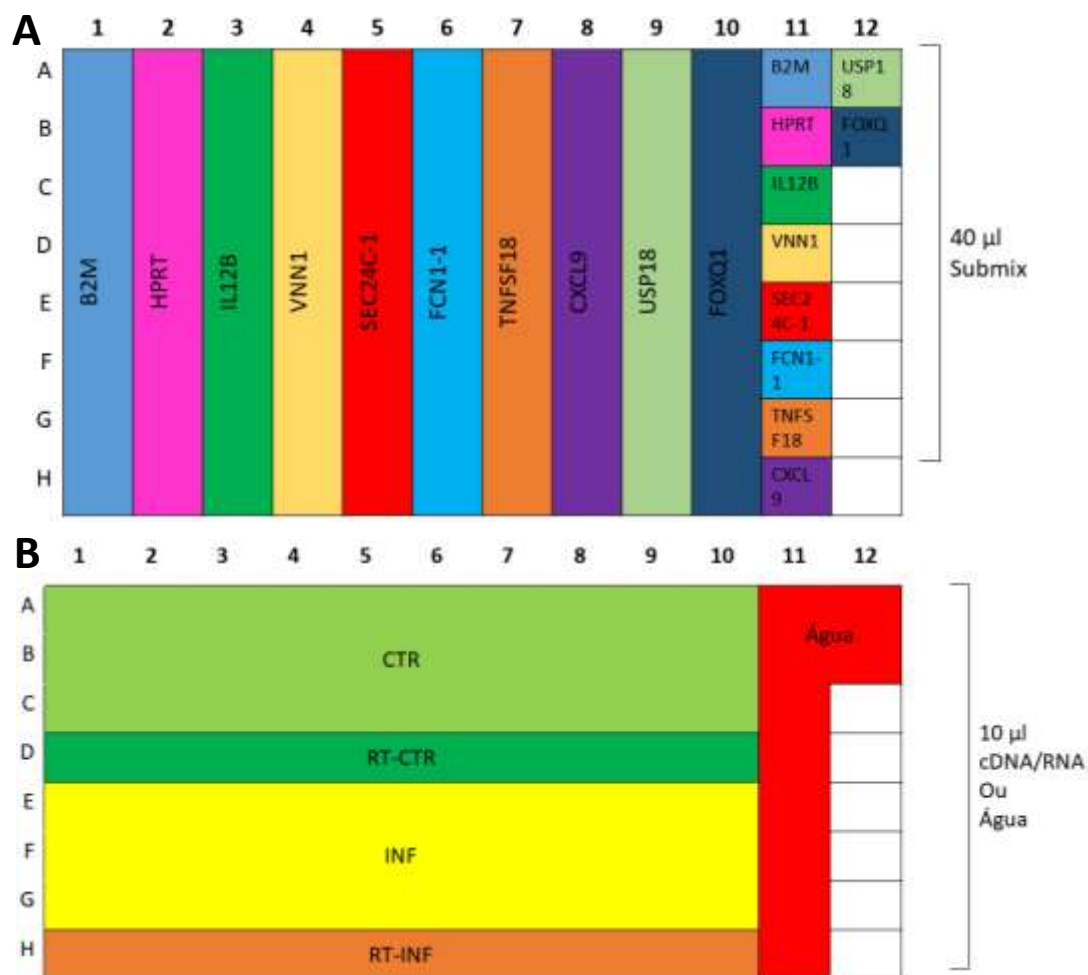 A
1 2 3 4 5 6 7 8 9 10 11 12
A
B
C
D
E
F
G
H
B2M
HPRT
IL12B
VNN1
SEC24C-1
FCN1-1
TNFSF18
CXCL9
USP18
FOXQ1
B2M
HPRT
IL12B
VNN1
SEC2
4C-1
FCN1-
1
TNFS
F18
CXCL
9
USP1
8
FOXQ
1
40 µl
Submix
B
1 2 3 4 5 6 7 8 9 10 11 12
A
B
C
D
E
F
G
H
CTR
RT-CTR
INF
RT-INF
Água
10 µl
cDNA/RNA
Ou
Água